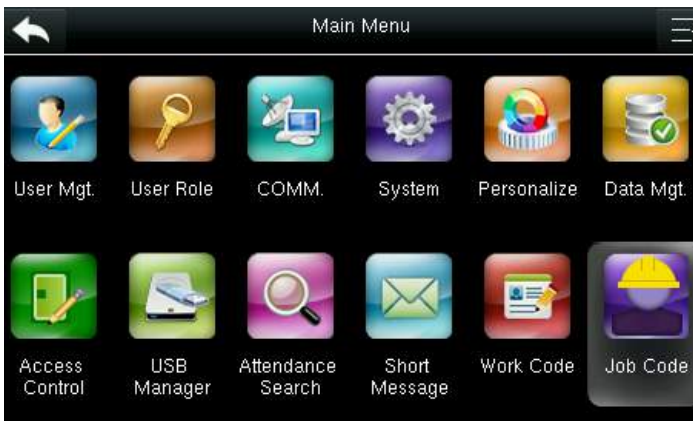 Main Menu
User Mgt.
User Role
COMM.
System
Personalize
Data Mgt.
Access
Control
USB
Manager
Attendance
Search
Short
Message
Work Code
Job Code